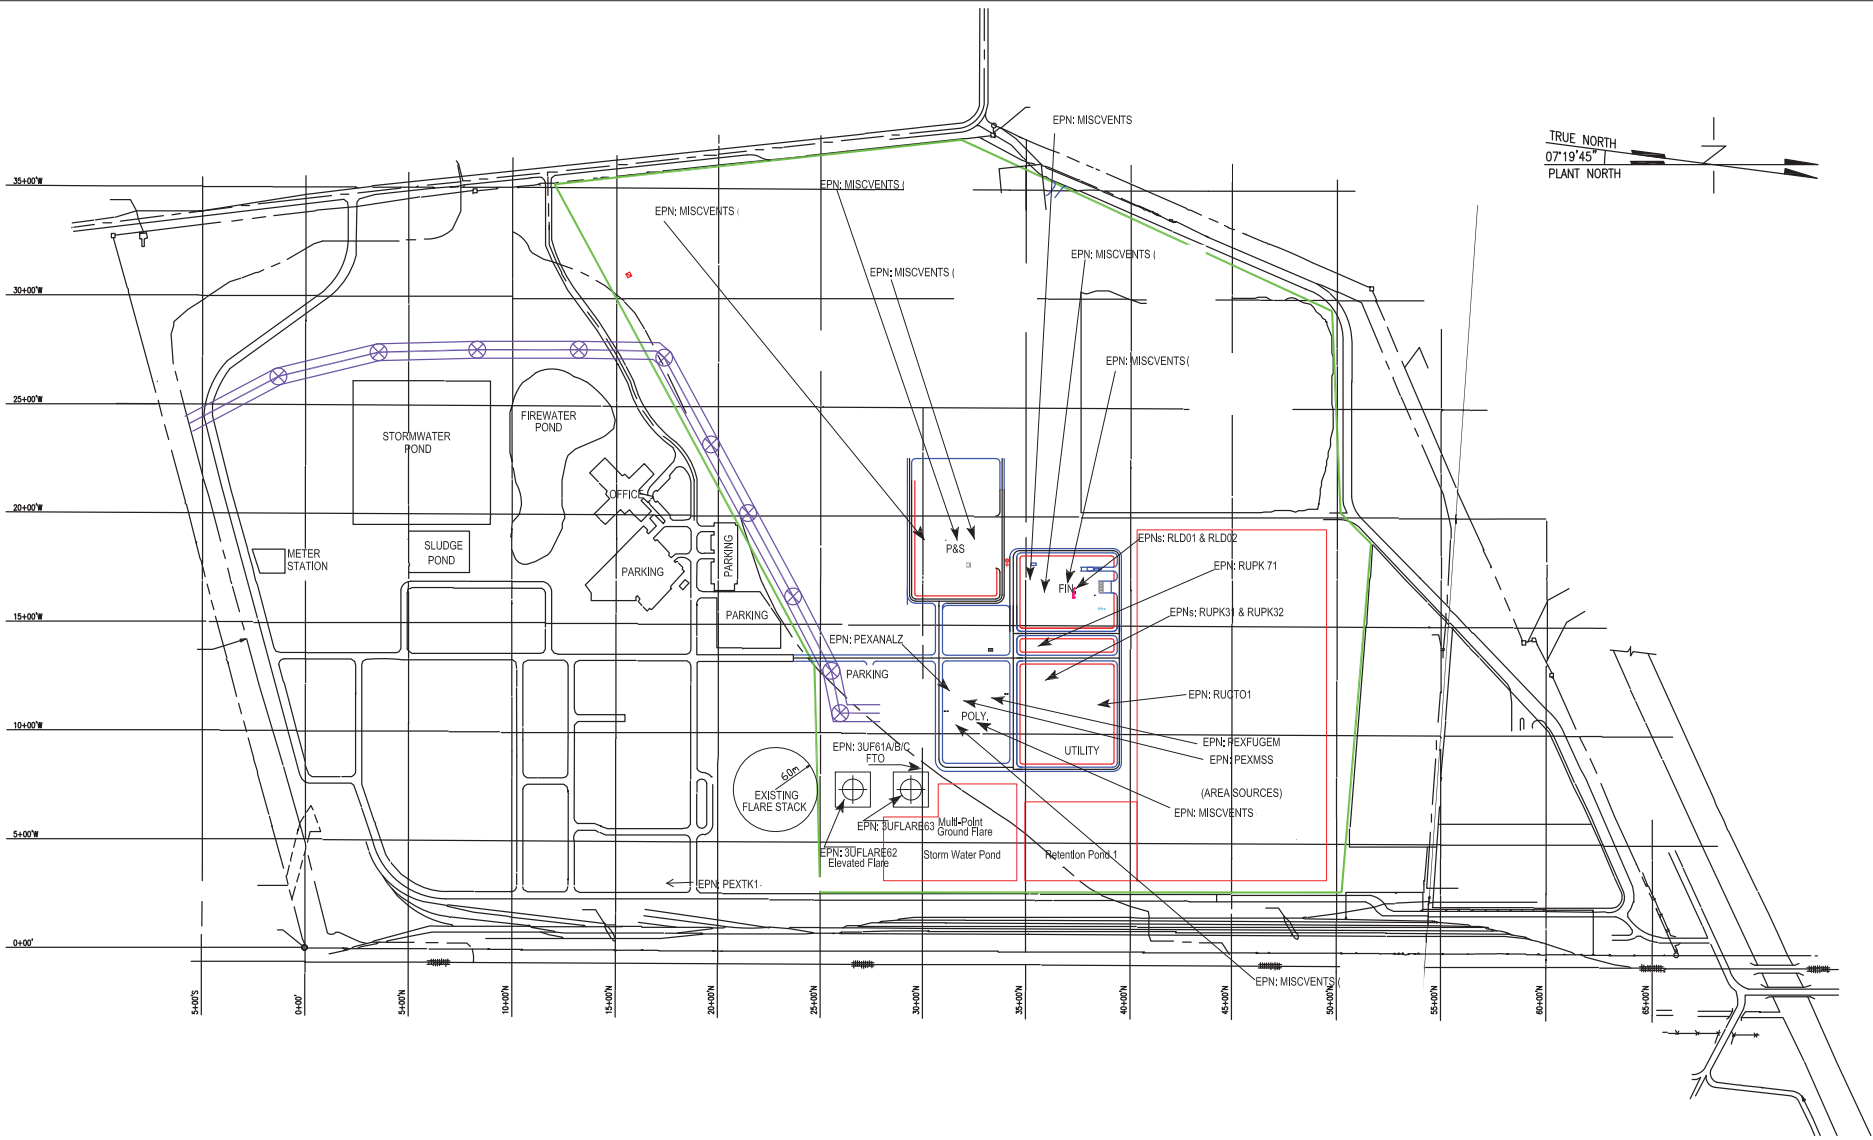 EPN: MISCVENTS
TRUE NORTH
07°19'45"
PLANT NORTH
35+00'W
EPN: MISCVENTS (
EPN: MISCVENTS (
EPN: MISCVENTS (
EPN: MISCVENTS (
30+00'W
EPN: MISCVENTS(
25+00'W
FIREWATER
POND
STORMWATER
POND
OFFICE
20+00'W
P&S
EPNs: RLD01 & RLD02
SLUDGE
POND
METER
STATION
PARKING
PARKING
EPN: RUPK 71
FIN.
15+00'W
PARKING
EPNs: RUPK31 & RUPK32
EPN: PEXANALZ
PARKING
EPN: RUCTO1
10+00'W
POLY.
EPN: 3UF61A/B/C
FTO
UTILITY
EPN: PEXFUGEM
EPN: PEXMSS
60m
EXISTING
FLARE STACK
(AREA SOURCES)
EPN: MISCVENTS
EPN: 3UFLARE63
Multi-Point
Ground Flare
5+00'W
EPN: 3UFLARE62
Elevated Flare
Storm Water Pond
Retention Pond 1
EPN: PEXTK1
0+00'
EPN: MISCVENTS (
5+00'S
0+00'
5+00'N
10+00'N
15+00'N
20+00'N
25+00'N
30+00'N
35+00'N
40+00'N
45+00'N
50+00'N
55+00'N
60+00'N
65+00'N